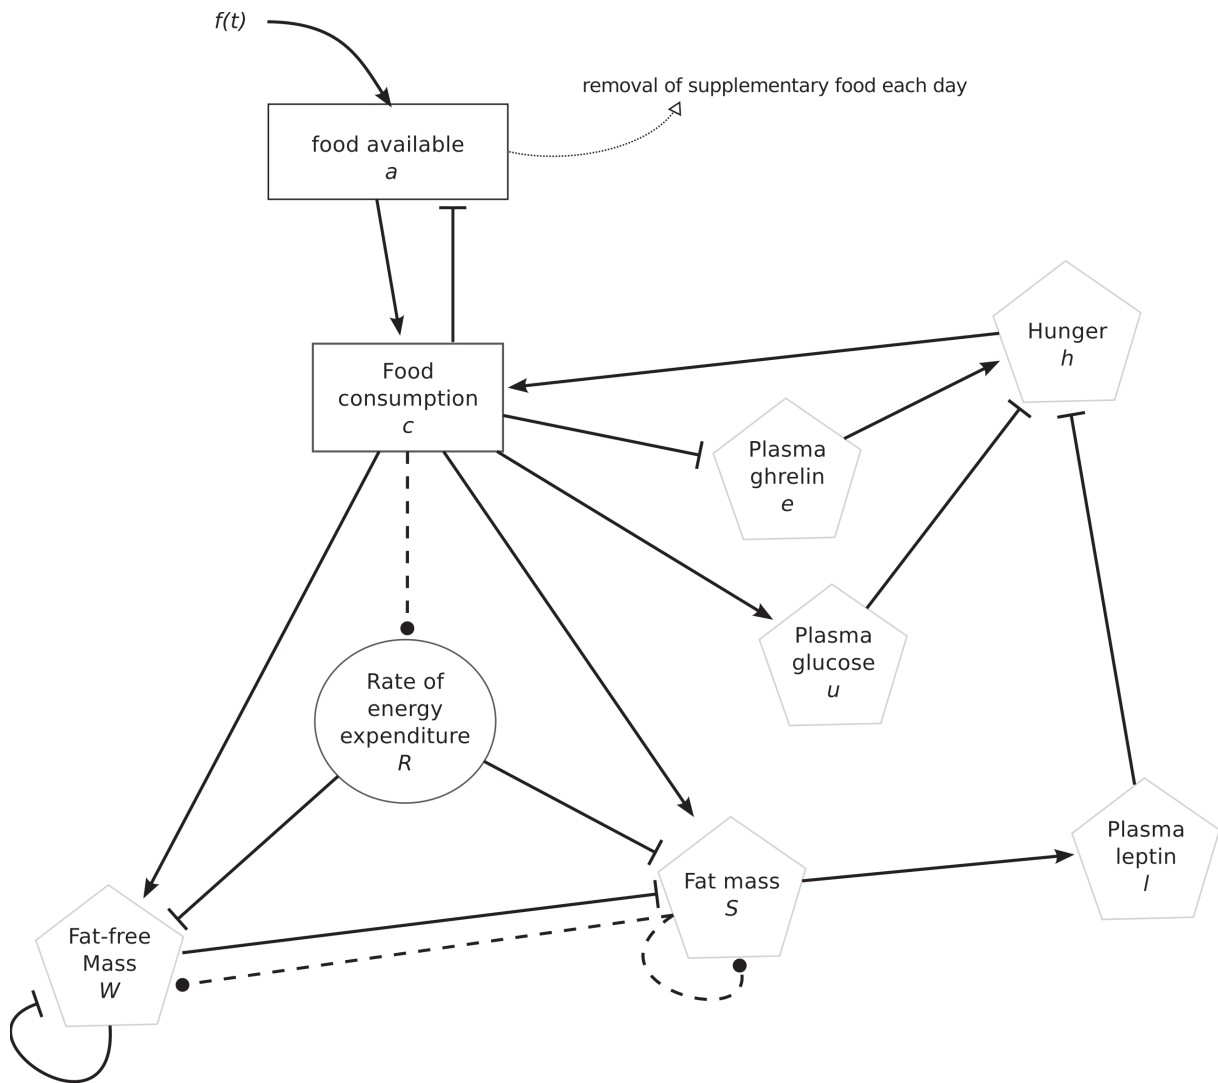 f(t)
removal of supplementary food each day
food available
a
Hunger
h
Food
consumption
c
Plasma
ghrelin
e
Plasma
glucose
u
Rate of
energy
expenditure
R
Plasma
leptin
l
Fat mass
S
Fat-free
Mass
W